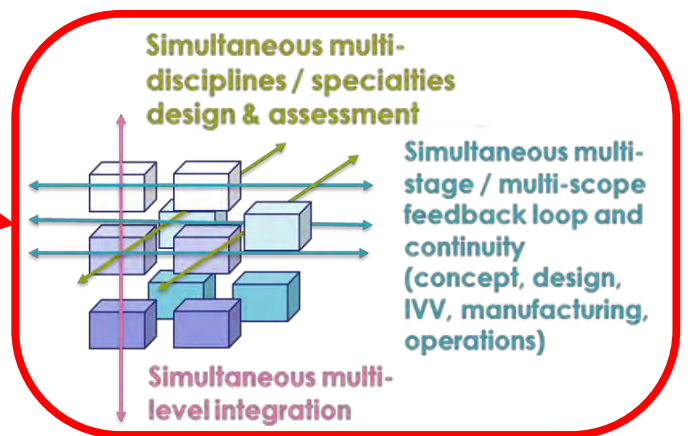 Simultaneous multi-
disciplines / specialties
design & assessment
Simultaneous multi-
stage / multi-scope
feedback loop and
continuity
(concept, design,
IVV, manufacturing,
operations)
Simultaneous multi-
level integration